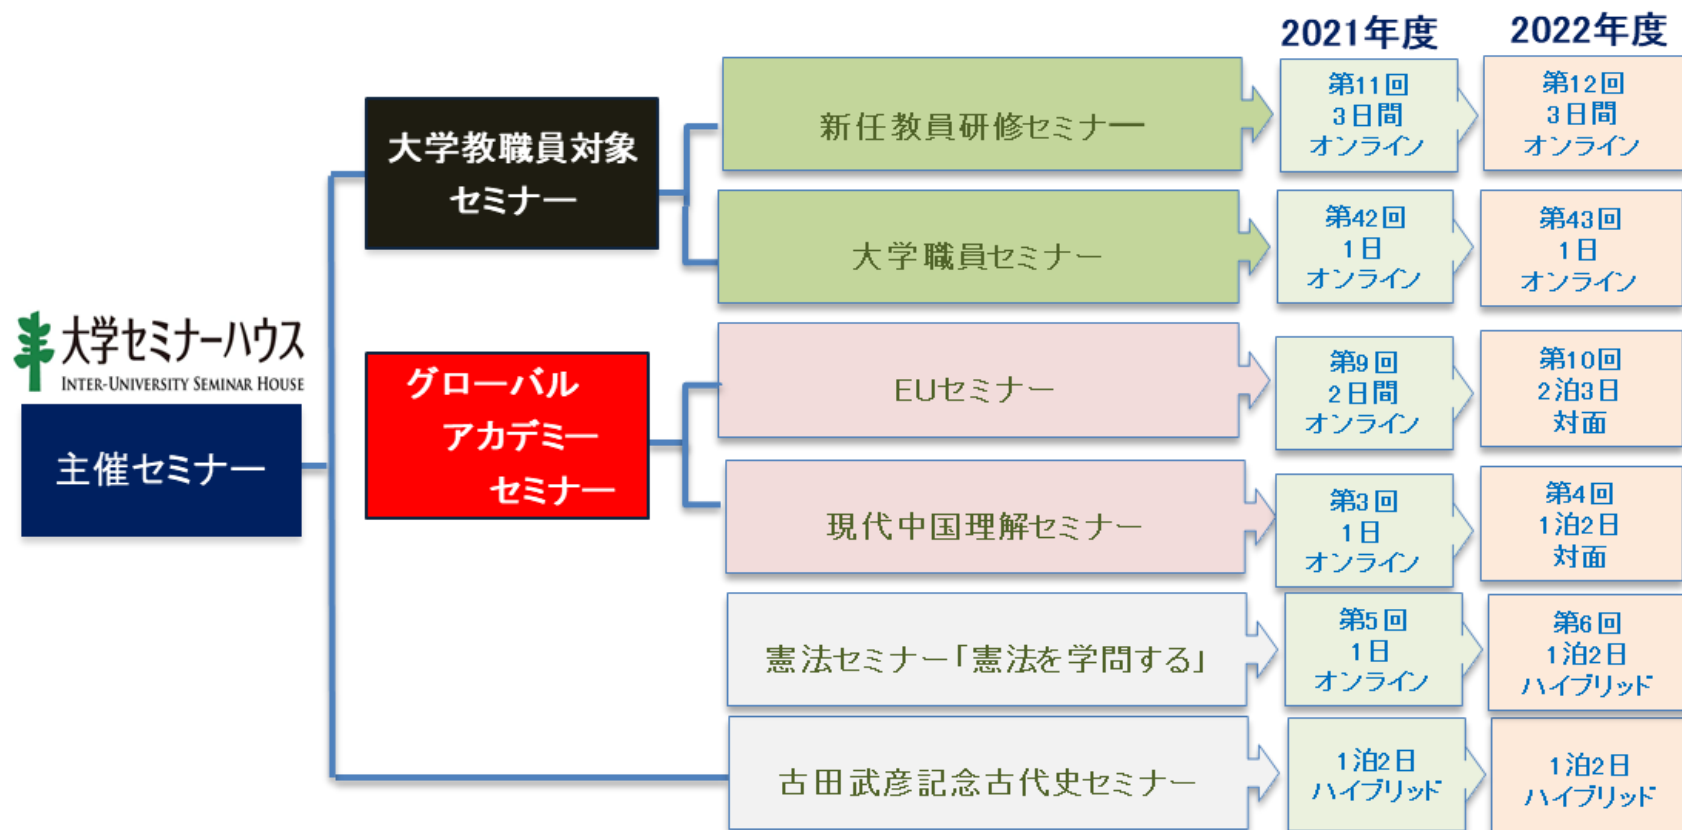 2021年度
2022年度
大学セミナーハウス
INTER-UNIVERSITY SEMINAR HOUSE
主催セミナー
大学教職員対象
セミナー
新任教員研修セミナー
第11回
3日間
オンライン
第12回
3日間
オンライン
大学職員セミナー
第42回
1日
オンライン
第43回
1日
オンライン
グローバル
アカデミー
セミナー
EUセミナー
第9回
2日間
オンライン
第10回
2泊3日
対面
現代中国理解セミナー
第3回
1日
オンライン
第4回
1泊2日
対面
憲法セミナー「憲法を学問する」
第5回
1日
オンライン
第6回
1泊2日
ハイブリッド
古田武彦記念古代史セミナー
1泊2日
ハイブリッド
1泊2日
ハイブリッド